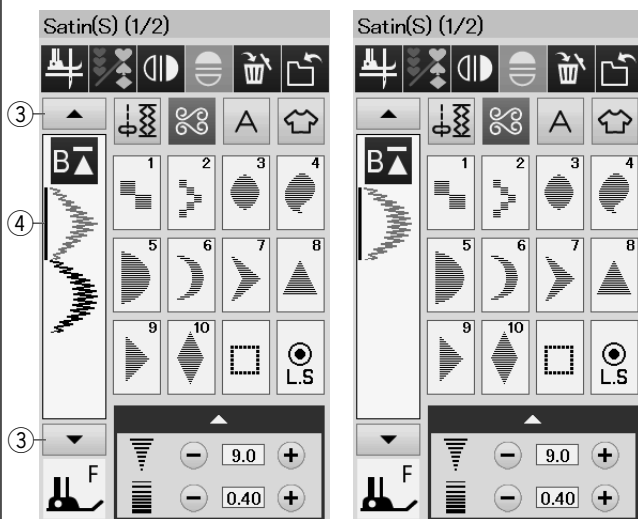 Satin(S) (1/2)
③
B
1 2 3 4
④
5 6 7 8
9 10
L.S
③
9.0
F
0.40
Satin(S) (1/2)
B
1 2 3 4
5 6 7 8
9 10
L.S
9.0
F
0.40